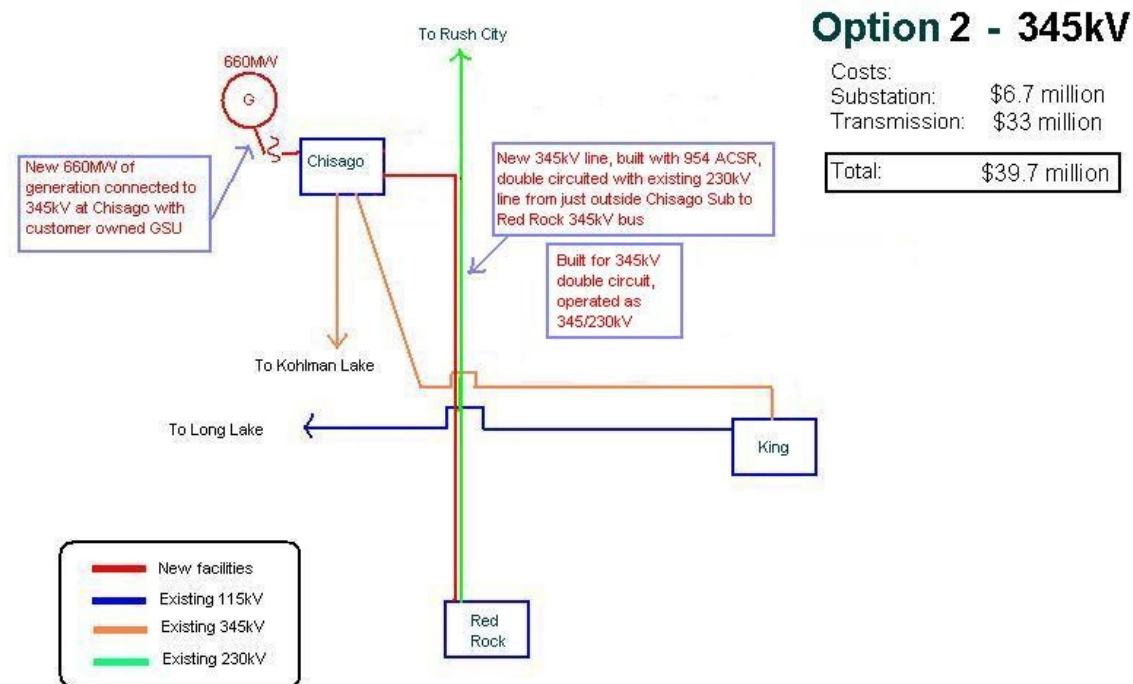 Option 2 - 345kV
Costs:
Substation: $6.7 million
Transmission: $33 million
Total: $39.7 million
To Rush City
660MW
G
Chisago
New 660MW of
generation connected to
345kV at Chisago with
customer owned GSU
New 345kV line, built with 954 ACSR,
double circuited with existing 230kV
line from just outside Chisago Sub to
Red Rock 345kV bus
Built for 345kV
double circuit,
operated as
345/230kV
To Kohlman Lake
To Long Lake
King
Red
Rock
New facilities
Existing 115kV
Existing 345kV
Existing 230kV